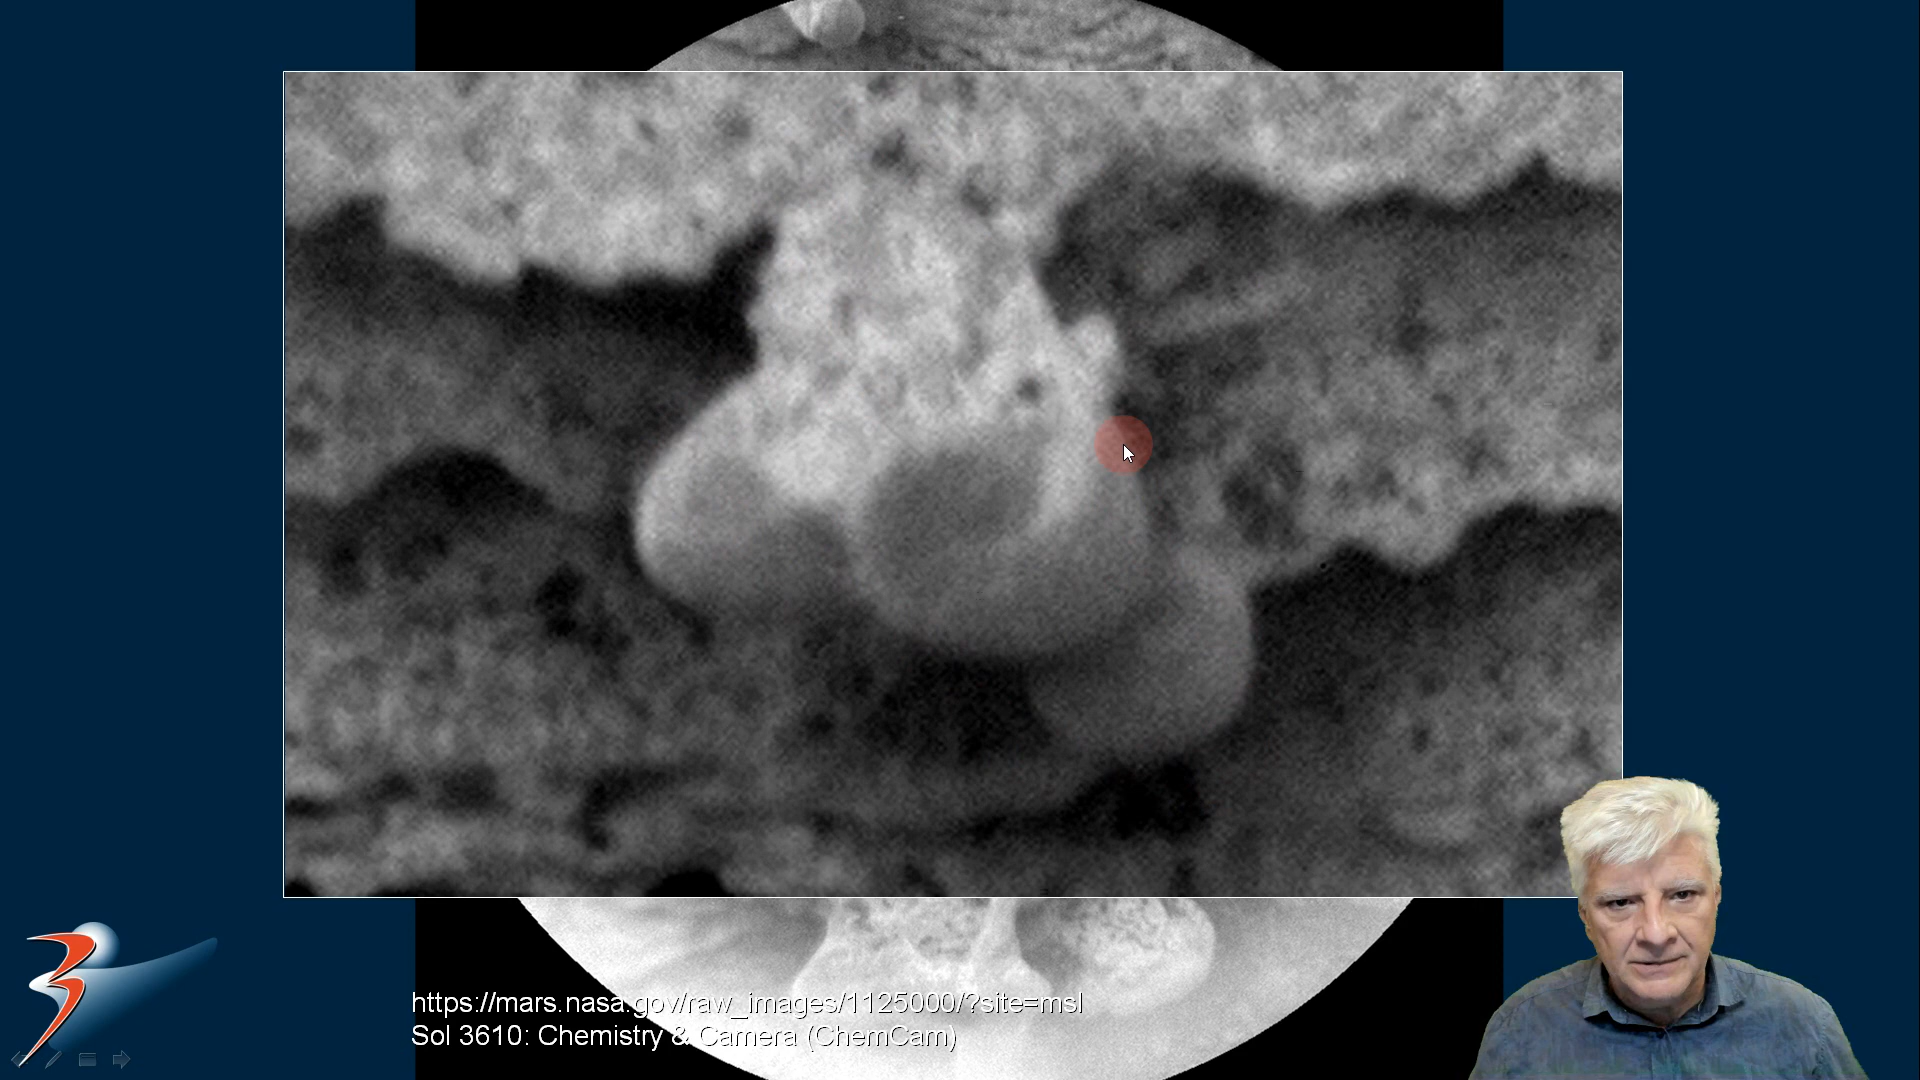 https://mars.nasa.gov/raw_images/1125000/?site=msl
Sol 3610: Chemistry & Camera (ChemCam)